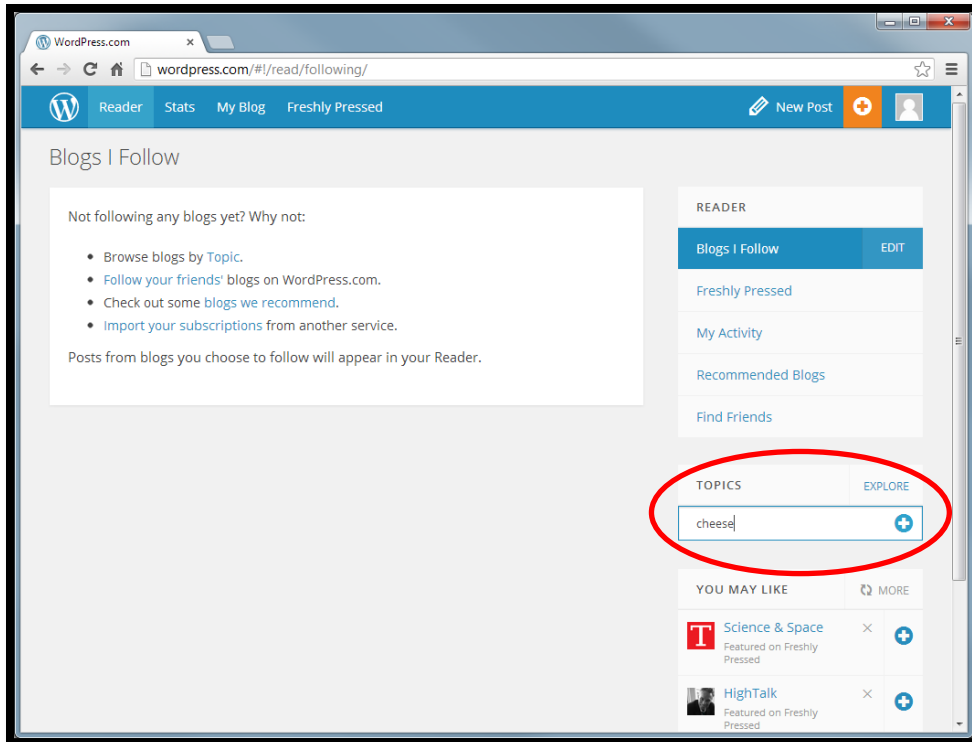 WordPress.com
wordpress.com/#!/read/following/
Reader Stats My Blog Freshly Pressed New Post
Blogs I Follow
Not following any blogs yet? Why not:
• Browse blogs by Topic.
• Follow your friends' blogs on WordPress.com.
• Check out some blogs we recommend.
• Import your subscriptions from another service.
Posts from blogs you choose to follow will appear in your Reader.
READER
Blogs I Follow EDIT
Freshly Pressed
My Activity
Recommended Blogs
Find Friends
TOPICS EXPLORE
cheese
YOU MAY LIKE MORE
T
Science & Space
Featured on Freshly
Pressed
HighTalk
Featured on Freshly
Pressed